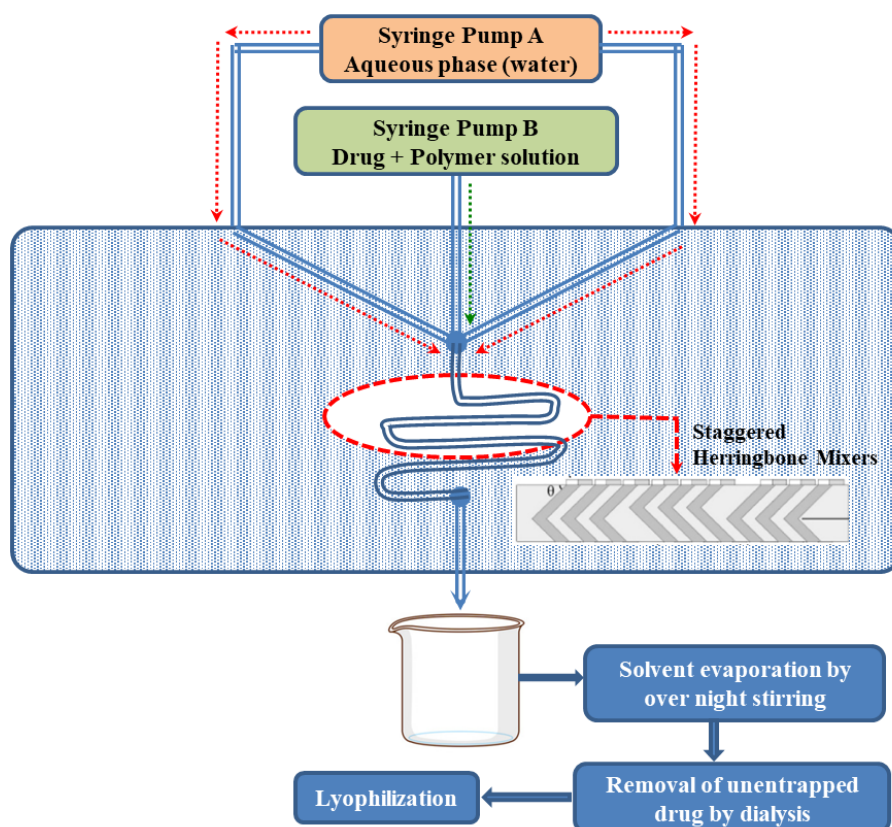 Syringe Pump A
Aqueous phase (water)
Syringe Pump B
Drug + Polymer solution
Staggered
Herringbone Mixers
θ
Solvent evaporation by
over night stirring
Removal of unentrapped
drug by dialysis
Lyophilization